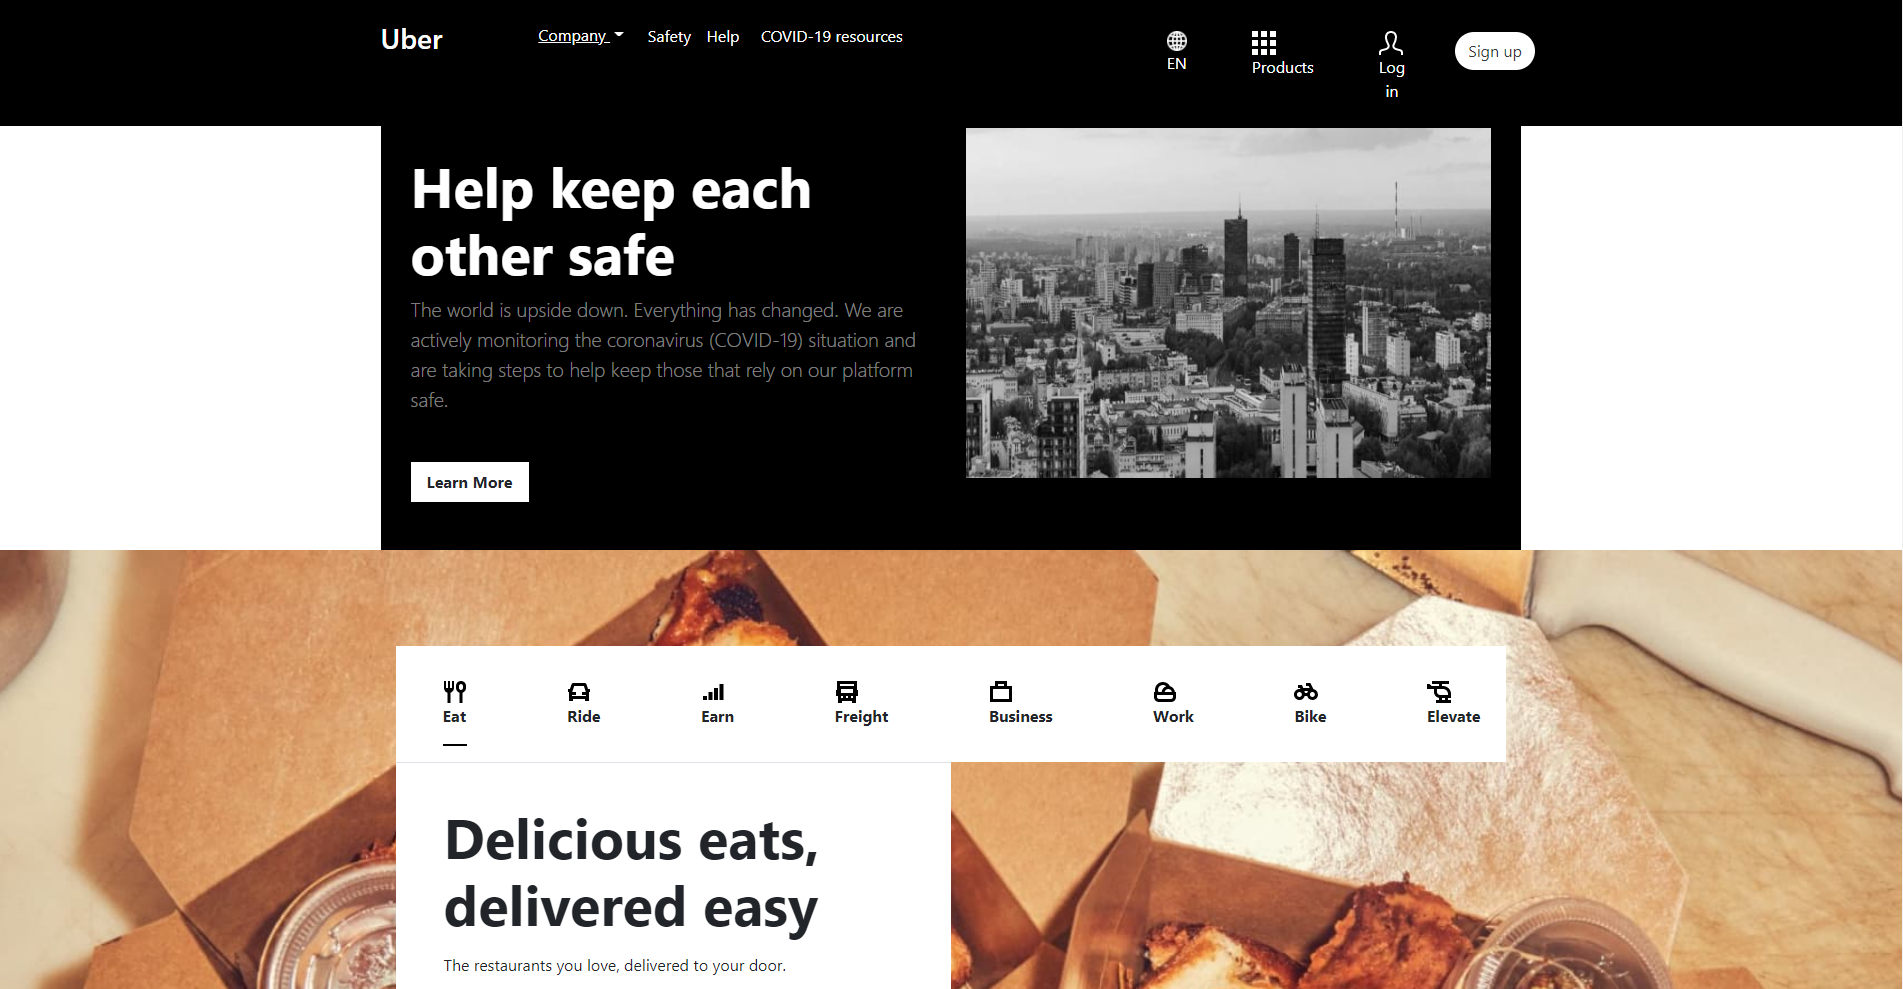 Uber
Company
Safety
Help
COVID-19 resources
EN
Products
Log
in
Sign up
Help keep each
other safe
The world is upside down. Everything has changed. We are
actively monitoring the coronavirus (COVID-19) situation and
are taking steps to help keep those that rely on our platform
safe.
Learn More
Eat
Ride
Earn
Freight
Business
Work
Bike
Elevate
Delicious eats,
delivered easy
The restaurants you love, delivered to your door.